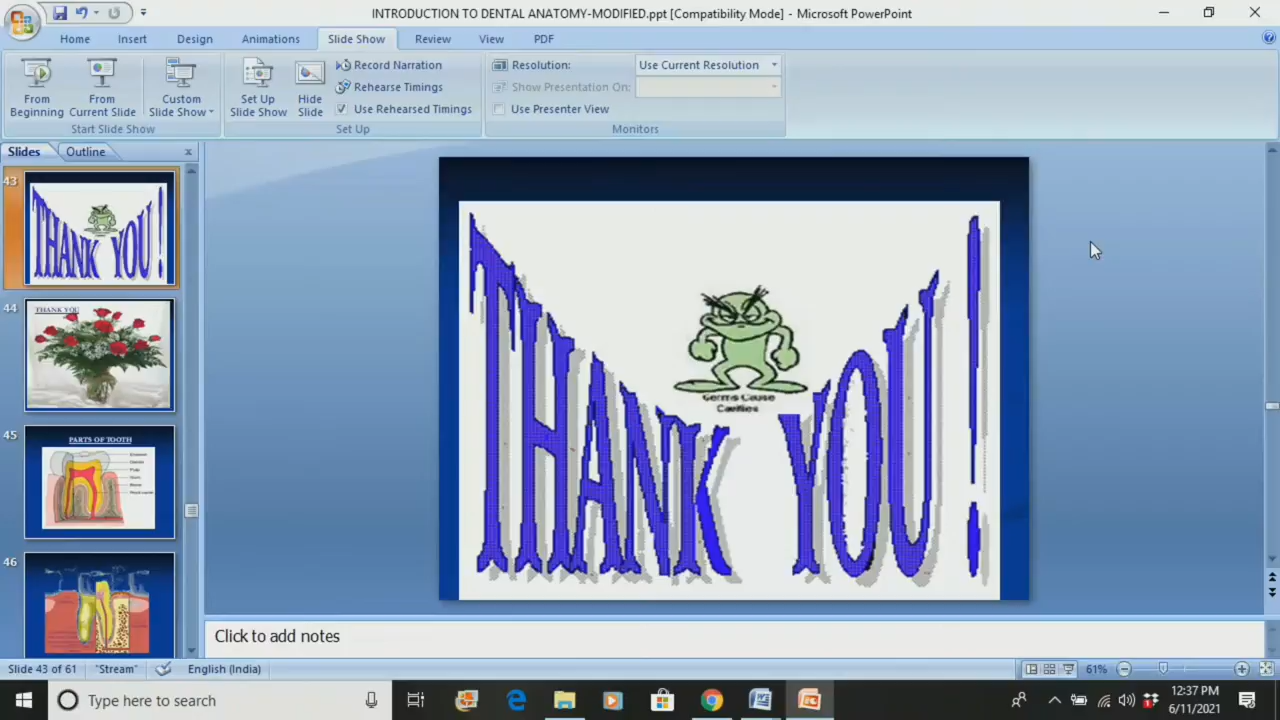 INTRODUCTION TO DENTAL ANATOMY-MODIFIED.ppt [Compatibility Mode] - Microsoft PowerPoint
Home Insert Design Animations Slide Show Review View PDF
From Beginning
From Current Slide
Custom Slide Show
Start Slide Show
Set Up Slide Show
Hide Slide
Record Narration
Rehearse Timings
Use Rehearsed Timings
Set Up
Resolution: Use Current Resolution
Show Presentation On:
Use Presenter View
Monitors
Slides Outline
43
THANK YOU!
44
THANK YOU
45
PARTS OF TOOTH
46
THANK YOU!
Germs Cause
Cavities
Click to add notes
Slide 43 of 61 "Stream" English (India) 61%
Type here to search
12:37 PM
6/11/2021